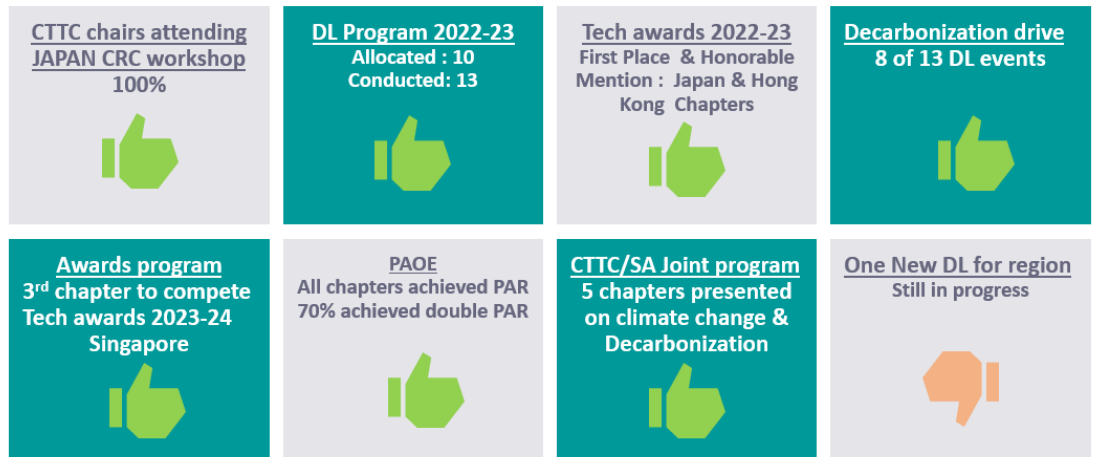 CTTC chairs attending
JAPAN CRC workshop
100%
DL Program 2022-23
Allocated : 10
Conducted: 13
Tech awards 2022-23
First Place & Honorable
Mention : Japan & Hong
Kong Chapters
Decarbonization drive
8 of 13 DL events
Awards program
3rd chapter to compete
Tech awards 2023-24
Singapore
PAOE
All chapters achieved PAR
70% achieved double PAR
CTTC/SA Joint program
5 chapters presented
on climate change &
Decarbonization
One New DL for region
Still in progress